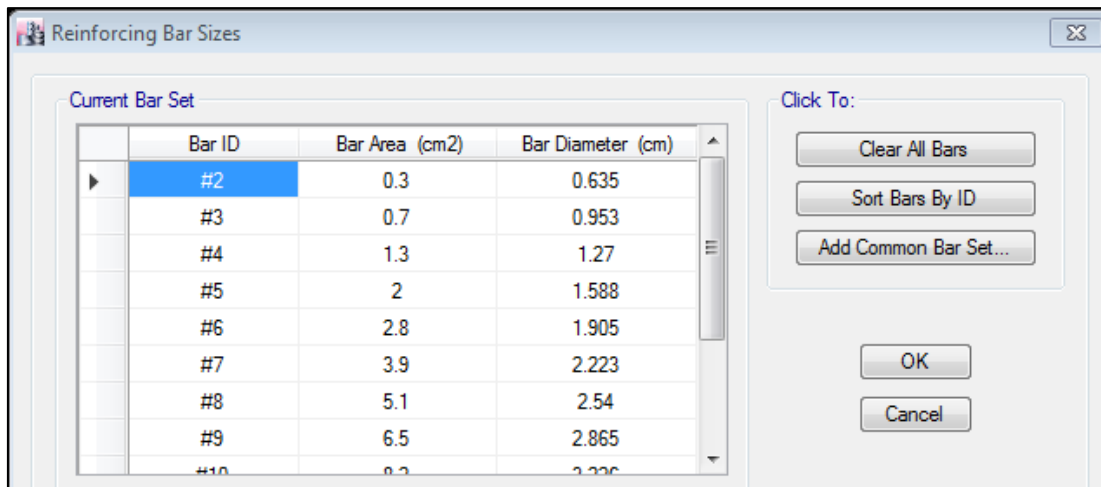 Reinforcing Bar Sizes
Current Bar Set
Bar ID Bar Area (cm2) Bar Diameter (cm)
#2 0.3 0.635
#3 0.7 0.953
#4 1.3 1.27
#5 2 1.588
#6 2.8 1.905
#7 3.9 2.223
#8 5.1 2.54
#9 6.5 2.865
#10
Click To:
Clear All Bars
Sort Bars By ID
Add Common Bar Set...
OK
Cancel